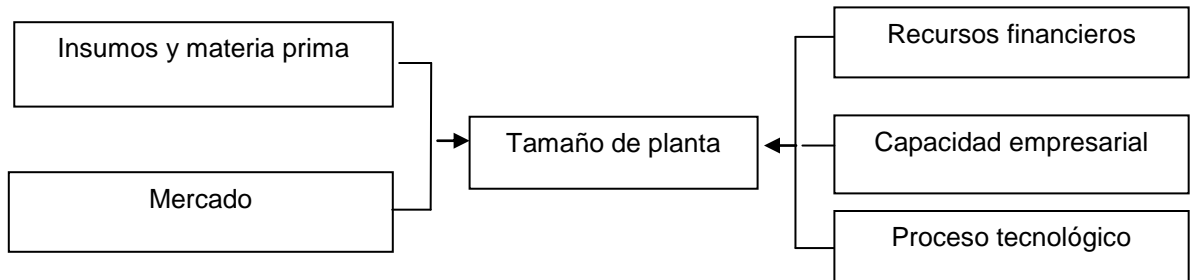 Insumos y materia prima
Mercado
Tamaño de planta
Recursos financieros
Capacidad empresarial
Proceso tecnológico